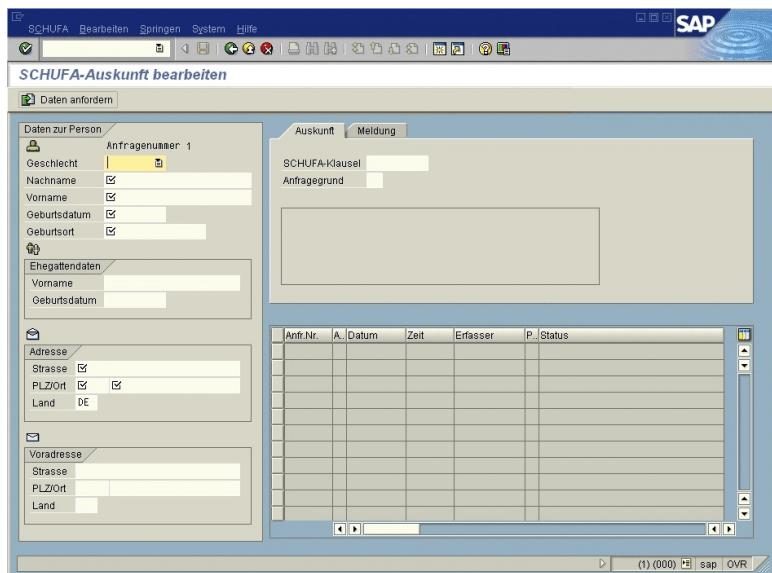 SCHUFA Bearbeiten Springen System Hilfe
SAP
SCHUFA-Auskunft bearbeiten
Daten anfordern
Daten zur Person
Anfragenummer 1
Geschlecht
Nachname
Vorname
Geburtsdatum
Geburtsort
Ehegattendaten
Vorname
Geburtsdatum
Adresse
Strasse
PLZ/Ort
Land DE
Voradresse
Strasse
PLZ/Ort
Land
Auskunft Meldung
SCHUFA-Klausel
Anfragegrund
Anfr.Nr. A.. Datum Zeit Erfasser P.. Status
(1) (000) sap OVR